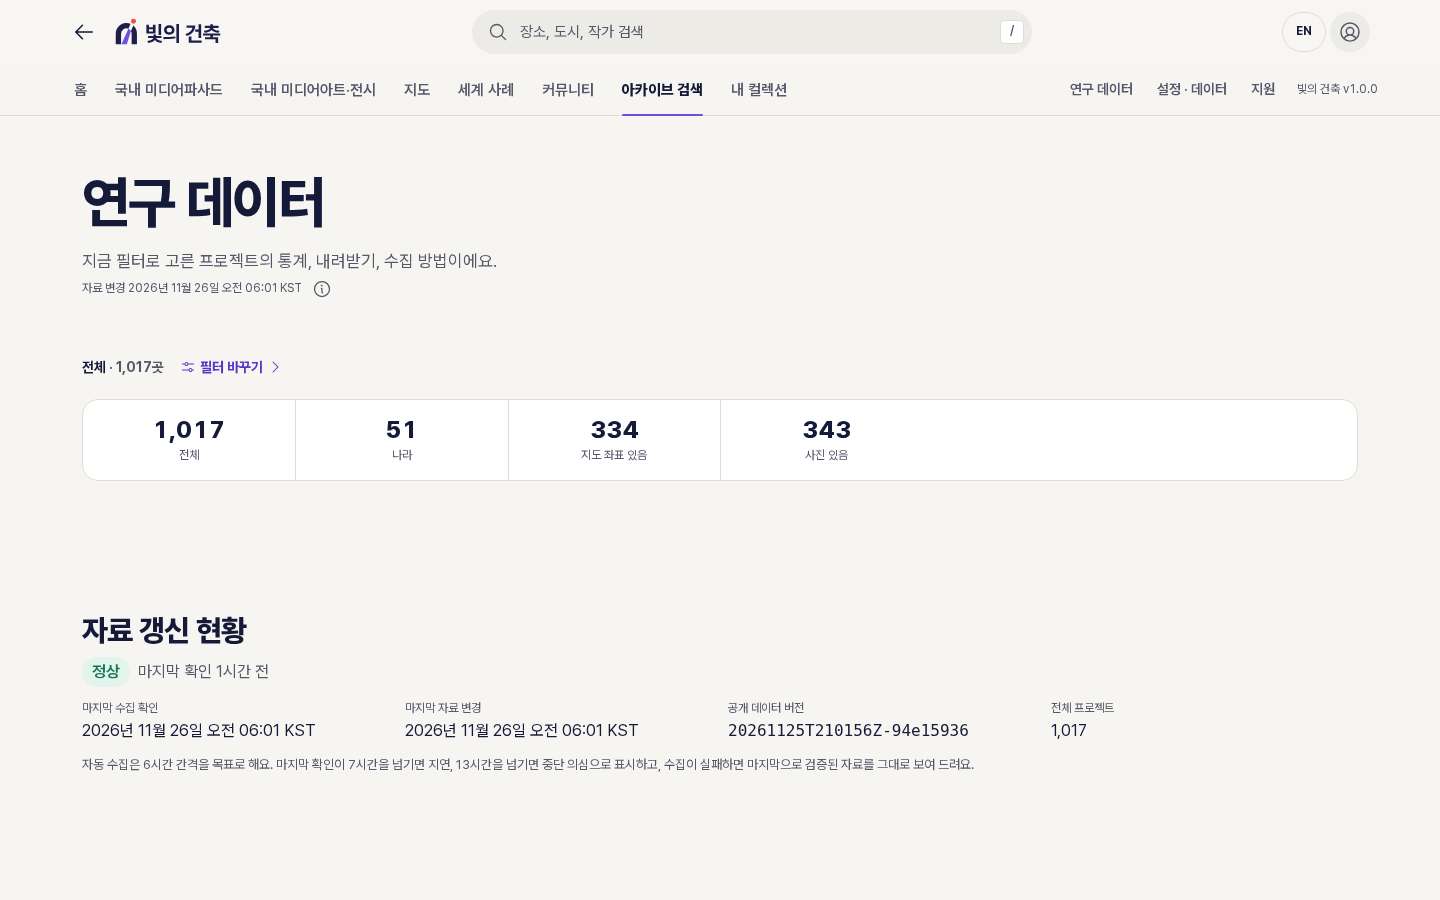 빛의 건축
장소, 도시, 작가 검색
/
EN
홈
국내 미디어파사드
국내 미디어아트·전시
지도
세계 사례
커뮤니티
아카이브 검색
내 컬렉션
연구 데이터
설정 · 데이터
지원
빛의 건축 v1.0.0
연구 데이터
지금 필터로 고른 프로젝트의 통계, 내려받기, 수집 방법이에요.
자료 변경 2026년 11월 26일 오전 06:01 KST
전체 · 1,017곳
필터 바꾸기
1,017
전체
51
나라
334
지도 좌표 있음
343
사진 있음
자료 갱신 현황
정상 마지막 확인 1시간 전
마지막 수집 확인
2026년 11월 26일 오전 06:01 KST
마지막 자료 변경
2026년 11월 26일 오전 06:01 KST
공개 데이터 버전
20261125T210156Z-94e15936
전체 프로젝트
1,017
자동 수집은 6시간 간격을 목표로 해요. 마지막 확인이 7시간을 넘기면 지연, 13시간을 넘기면 중단 의심으로 표시하고, 수집이 실패하면 마지막으로 검증된 자료를 그대로 보여 드려요.